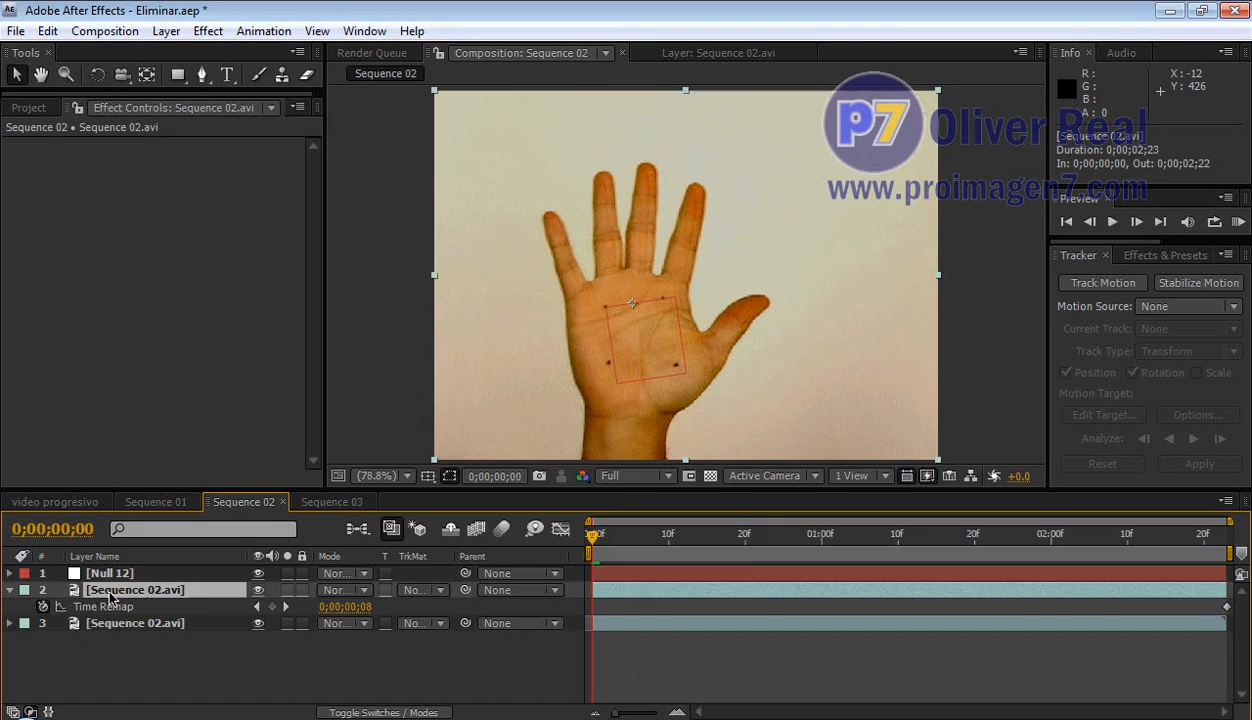 Adobe After Effects - Eliminar.aep *
File Edit Composition Layer Effect Animation View Window Help
Tools
Render Queue
Composition: Sequence 02
Layer: Sequence 02.avi
Info
Audio
Sequence 02
R :
G :
B :
A : 0
X : -12
Y : 426
Project
Effect Controls: Sequence 02.avi
Sequence 02 • Sequence 02.avi
[Sequence 02.avi]
Duration: 0;00;02;23
In: 0;00;00;00, Out: 0;00;02;22
p7 Oliver Real
www.proimagen7.com
Preview
Tracker
Effects & Presets
Track Motion
Stabilize Motion
Motion Source: None
Current Track: None
Track Type: Transform
Position Rotation Scale
Motion Target:
Edit Target...
Options...
Analyze:
Reset
Apply
(78.8%)
0;00;00;00
Full
Active Camera
1 View
+0.0
video progresivo
Sequence 01
Sequence 02
Sequence 03
0;00;00;00
10f
20f
01:00f
10f
20f
02:00f
10f
20f
# Layer Name Mode T TrkMat Parent
1 [Null 12] Nor... None
2 [Sequence 02.avi] Nor... No... None
Time Remap 0;00;00;08
3 [Sequence 02.avi] Nor... No... None
Toggle Switches / Modes